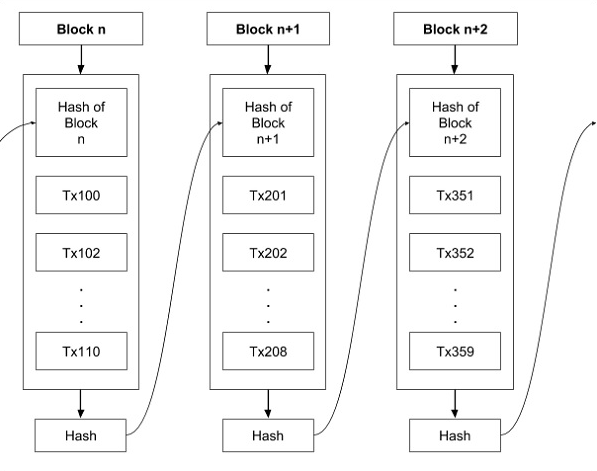 Block n
Block n+1
Block n+2
Hash of
Block
n
Hash of
Block
n+1
Hash of
Block
n+2
Tx100
Tx201
Tx351
Tx102
Tx202
Tx352
Tx110
Tx208
Tx359
Hash
Hash
Hash